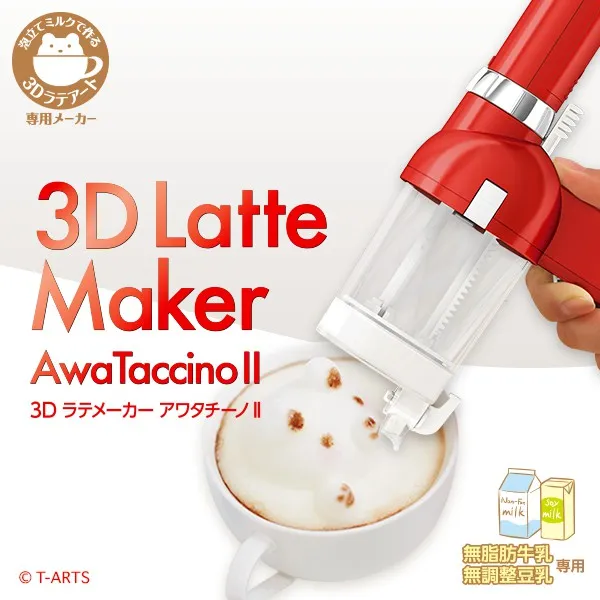 泡立てミルクで作る
3Dラテアート
専用メーカー
3D Latte
Maker
AwaTaccino II
3D ラテメーカー アワタチーノ II
Non-Fat
milk
Soy
milk
無脂肪牛乳
無調整豆乳
専用
© T-ARTS